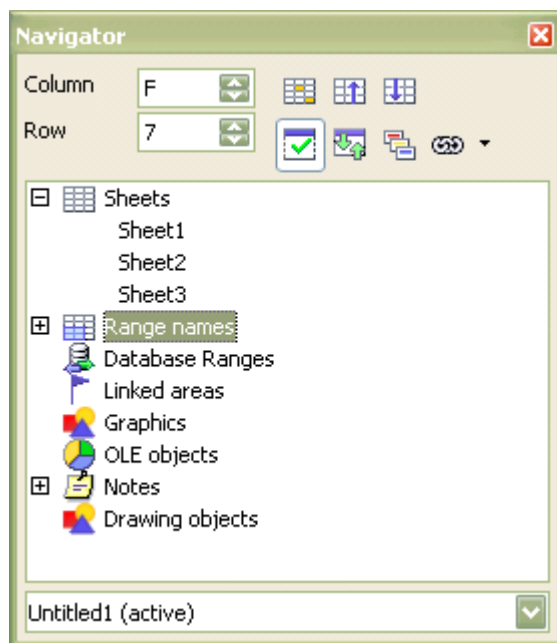 Navigator
Column F
Row 7
Sheets
Sheet1
Sheet2
Sheet3
Range names
Database Ranges
Linked areas
Graphics
OLE objects
Notes
Drawing objects
Untitled1 (active)